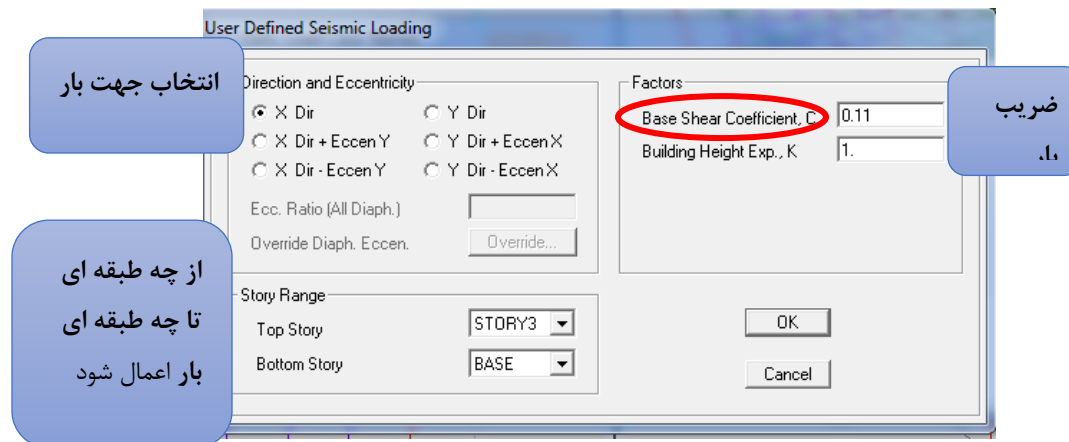 User Defined Seismic Loading
انتخاب جهت بار
Direction and Eccentricity
X Dir
Y Dir
X Dir + Eccen Y
Y Dir + Eccen X
X Dir - Eccen Y
Y Dir - Eccen X
Ecc. Ratio (All Diaph.)
Override Diaph. Eccen.
Override...
Factors
Base Shear Coefficient, C
0.11
Building Height Exp., K
1.
ضریب
از چه طبقه ای
تا چه طبقه ای
بار اعمال شود
Story Range
Top Story
STORY3
Bottom Story
BASE
OK
Cancel